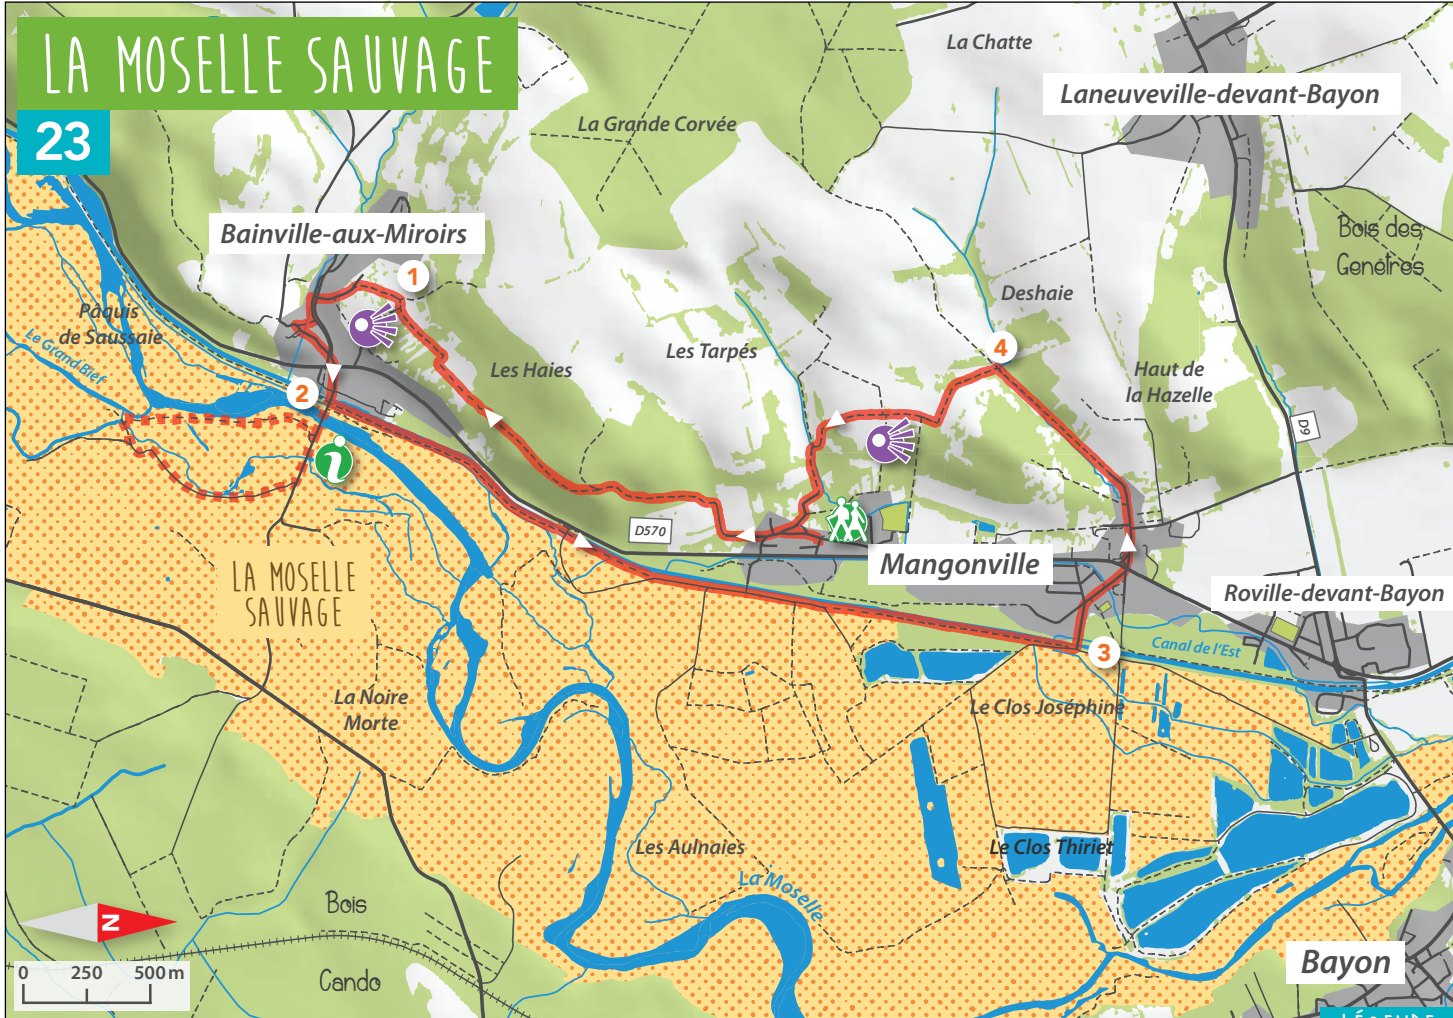 LA MOSELLE SAUVAGE
23
La Chatte
Laneuveville-devant-Bayon
La Grande Corvée
Bainville-aux-Miroirs
Bois des
Genêtres
1
Pâquis
de Saussaie
Le Grand Bief
Deshaie
Les Tarpés
4
Les Haies
Haut de
la Hazelle
2
D9
D570
Mangonville
LA MOSELLE
SAUVAGE
Roville-devant-Bayon
3
Canal de l'Est
La Noire
Morte
Le Clos Joséphine
Les Aulnaies
Le Clos Thiriet
La Moselle
Bois
Cando
N
Bayon
0 250 500 m